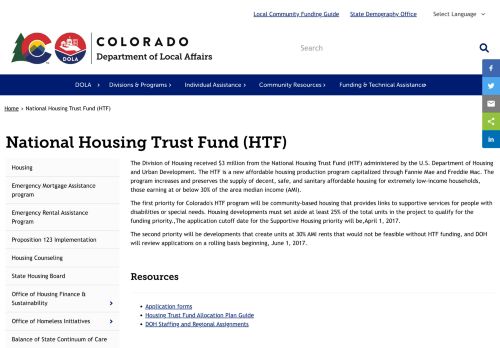 Local Community Funding Guide
State Demography Office
Select Language
COLORADO
Department of Local Affairs
DOLA
Search
DOLA
Divisions & Programs
Individual Assistance
Community Resources
Funding & Technical Assistance
Home > National Housing Trust Fund (HTF)
National Housing Trust Fund (HTF)
Housing
Emergency Mortgage Assistance
program
Emergency Rental Assistance
Program
Proposition 123 Implementation
Housing Counseling
State Housing Board
Office of Housing Finance &
Sustainability
Office of Homeless Initiatives
Balance of State Continuum of Care
The Division of Housing received $3 million from the National Housing Trust Fund (HTF) administered by the U.S. Department of Housing
and Urban Development. The HTF is a new affordable housing production program capitalized through Fannie Mae and Freddie Mac. The
program increases and preserves the supply of decent, safe, and sanitary affordable housing for extremely low-income households,
those earning at or below 30% of the area median income (AMI).
The first priority for Colorado's HTF program will be community-based housing that provides links to supportive services for people with
disabilities or special needs. Housing developments must set aside at least 25% of the total units in the project to qualify for the
funding priority.,The application cutoff date for the Supportive Housing priority will be,April 1, 2017.
The second priority will be developments that create units at 30% AMI rents that would not be feasible without HTF funding, and DOH
will review applications on a rolling basis beginning, June 1, 2017.
Resources
Application forms
Housing Trust Fund Allocation Plan Guide
DOH Staffing and Regional Assignments